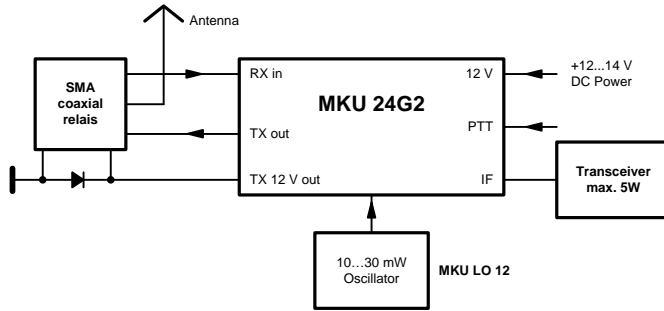 Antenna
SMA
coaxial
relais
RX in
TX out
TX 12 V out
MKU 24G2
12 V
PTT
IF
+12...14 V
DC Power
Transceiver
max. 5W
10...30 mW
Oscillator
MKU LO 12